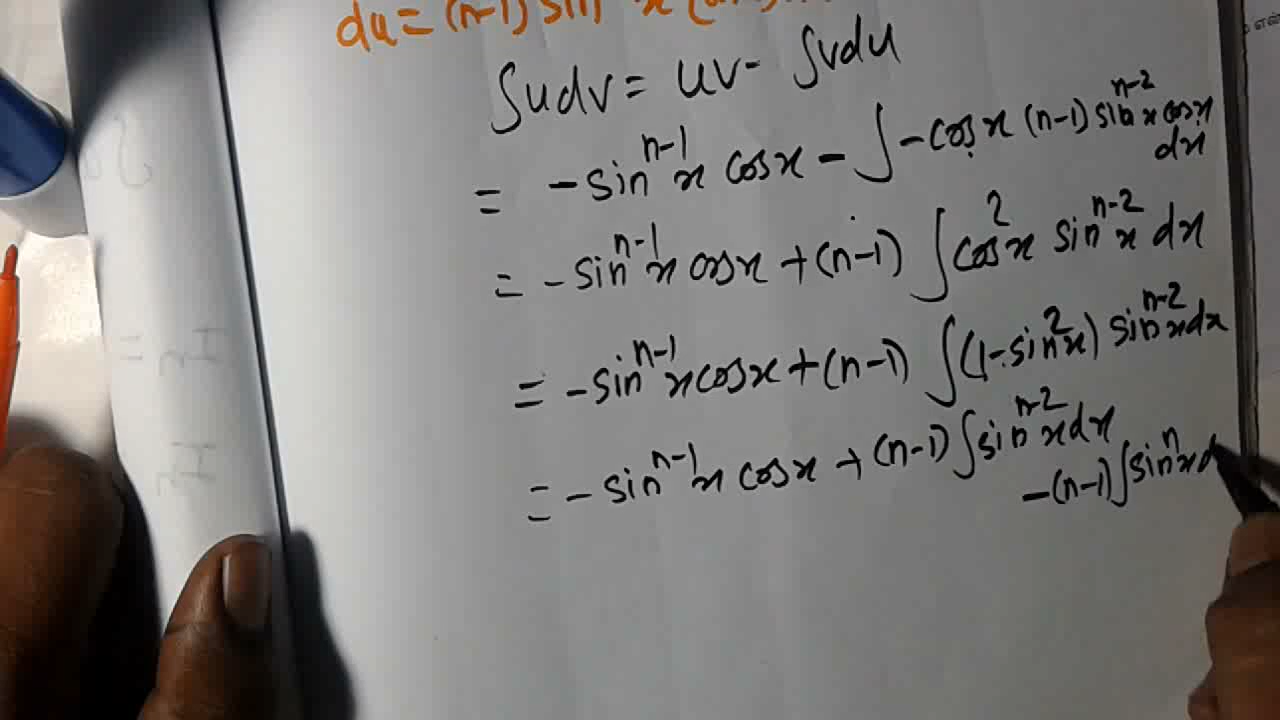 du = (n-1) sin x
∫udv = uv - ∫vdu
= -sin^{n-1} x cos x - ∫ -cos x (n-1) sin^{n-2} x cos x dx
= -sin^{n-1} x cos x + (n-1) ∫ cos^2 x sin^{n-2} x dx
= -sin^{n-1} x cos x + (n-1) ∫ (1 - sin^2 x) sin^{n-2} x dx
= -sin^{n-1} x cos x + (n-1) ∫ sin^{n-2} x dx
-(n-1) ∫ sin^n x d